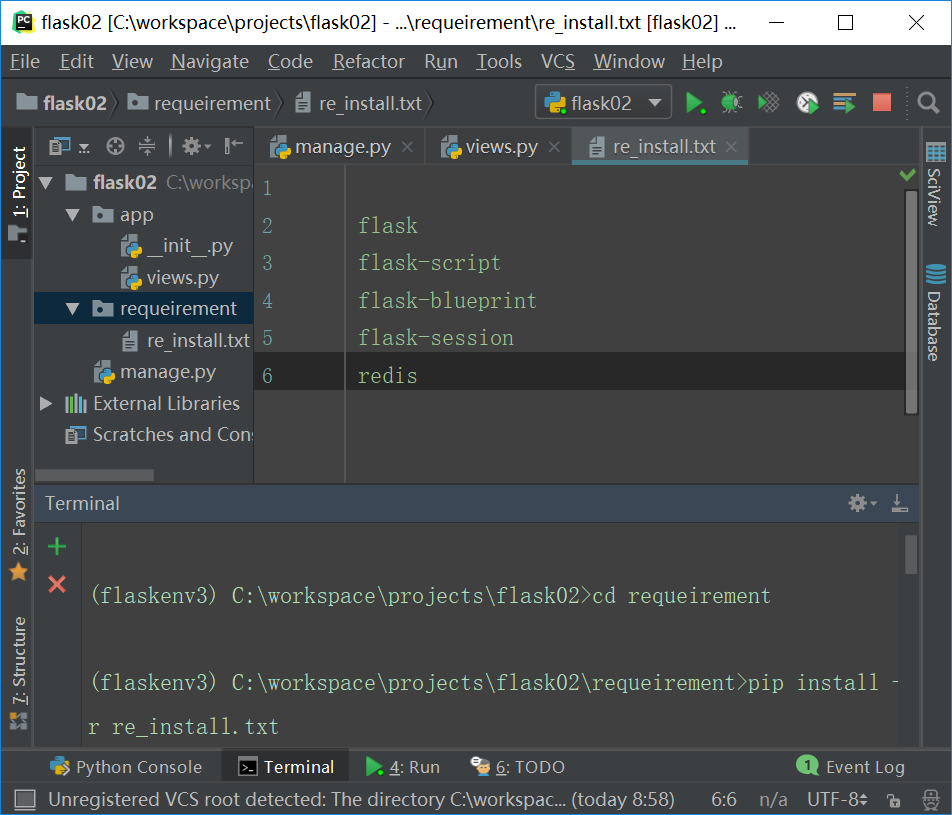 flask02 [C:\workspace\projects\flask02] - ...\requeirement\re_install.txt [flask02] ...
File Edit View Navigate Code Refactor Run Tools VCS Window Help
flask02 requeirement re_install.txt flask02
1: Project
manage.py views.py re_install.txt
flask02 C:\worksp
app
__init__.py
views.py
requeirement
re_install.txt
manage.py
External Libraries
Scratches and Con
1
2 flask
3 flask-script
4 flask-blueprint
5 flask-session
6 redis
SciView
Database
2: Favorites
7: Structure
Terminal
(flaskenv3) C:\workspace\projects\flask02>cd requeirement
(flaskenv3) C:\workspace\projects\flask02\requeirement>pip install -
r re_install.txt
Python Console Terminal 4: Run 6: TODO 1 Event Log
Unregistered VCS root detected: The directory C:\workspac... (today 8:58) 6:6 n/a UTF-8